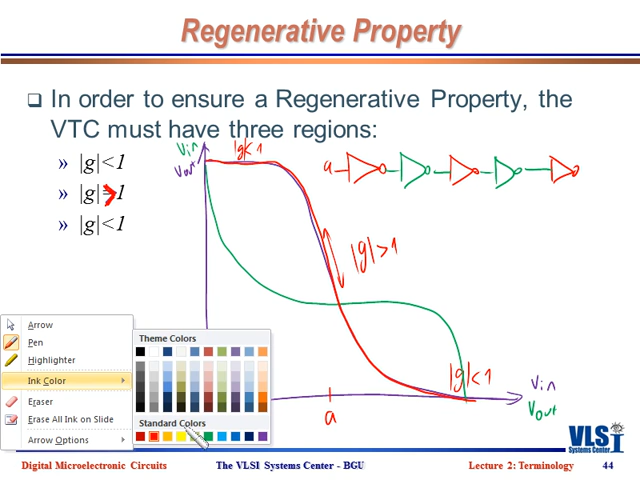 Regenerative Property
In order to ensure a Regenerative Property, the
VTC must have three regions:
» |g|<1
» |g|>1
» |g|<1
Vin
Vout
|g|<1
a
|g|>1
|g|<1
Vin
Vout
a
Arrow
Pen
Highlighter
Ink Color
Eraser
Erase All Ink on Slide
Arrow Options
Theme Colors
Standard Colors
VLSI
Digital Microelectronic Circuits
The VLSI Systems Center - BGU
Lecture 2: Terminology
44